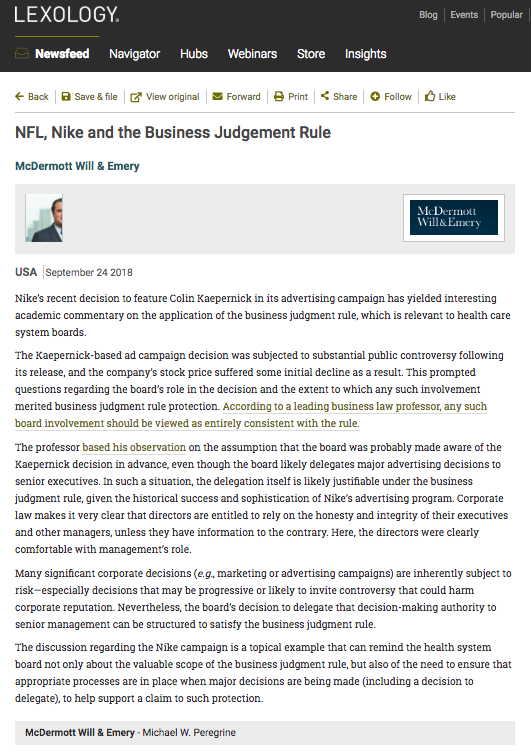 LEXOLOGY.
Blog Events Popular
Newsfeed Navigator Hubs Webinars Store Insights
Back Save & file View original Forward Print Share Follow Like
NFL, Nike and the Business Judgement Rule
McDermott Will & Emery
McDermott
Will & Emery
USA September 24 2018
Nike's recent decision to feature Colin Kaepernick in its advertising campaign has yielded interesting
academic commentary on the application of the business judgment rule, which is relevant to health care
system boards.
The Kaepernick-based ad campaign decision was subjected to substantial public controversy following
its release, and the company's stock price suffered some initial decline as a result. This prompted
questions regarding the board's role in the decision and the extent to which any such involvement
merited business judgment rule protection. According to a leading business law professor, any such
board involvement should be viewed as entirely consistent with the rule.
The professor based his observation on the assumption that the board was probably made aware of the
Kaepernick decision in advance, even though the board likely delegates major advertising decisions to
senior executives. In such a situation, the delegation itself is likely justifiable under the business
judgment rule, given the historical success and sophistication of Nike's advertising program. Corporate
law makes it very clear that directors are entitled to rely on the honesty and integrity of their executives
and other managers, unless they have information to the contrary. Here, the directors were clearly
comfortable with management's role.
Many significant corporate decisions (e.g., marketing or advertising campaigns) are inherently subject to
risk—especially decisions that may be progressive or likely to invite controversy that could harm
corporate reputation. Nevertheless, the board's decision to delegate that decision-making authority to
senior management can be structured to satisfy the business judgment rule.
The discussion regarding the Nike campaign is a topical example that can remind the health system
board not only about the valuable scope of the business judgment rule, but also of the need to ensure that
appropriate processes are in place when major decisions are being made (including a decision to
delegate), to help support a claim to such protection.
McDermott Will & Emery - Michael W. Peregrine